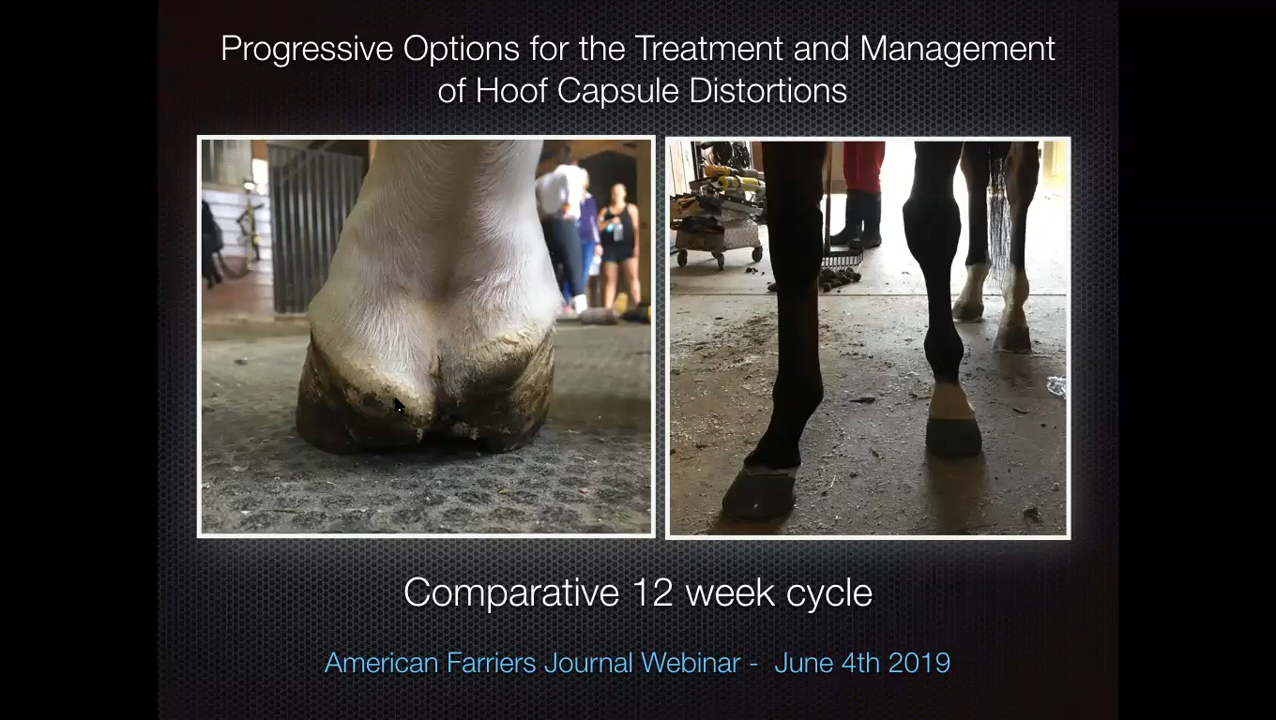 Progressive Options for the Treatment and Management
of Hoof Capsule Distortions
Comparative 12 week cycle
American Farriers Journal Webinar - June 4th 2019